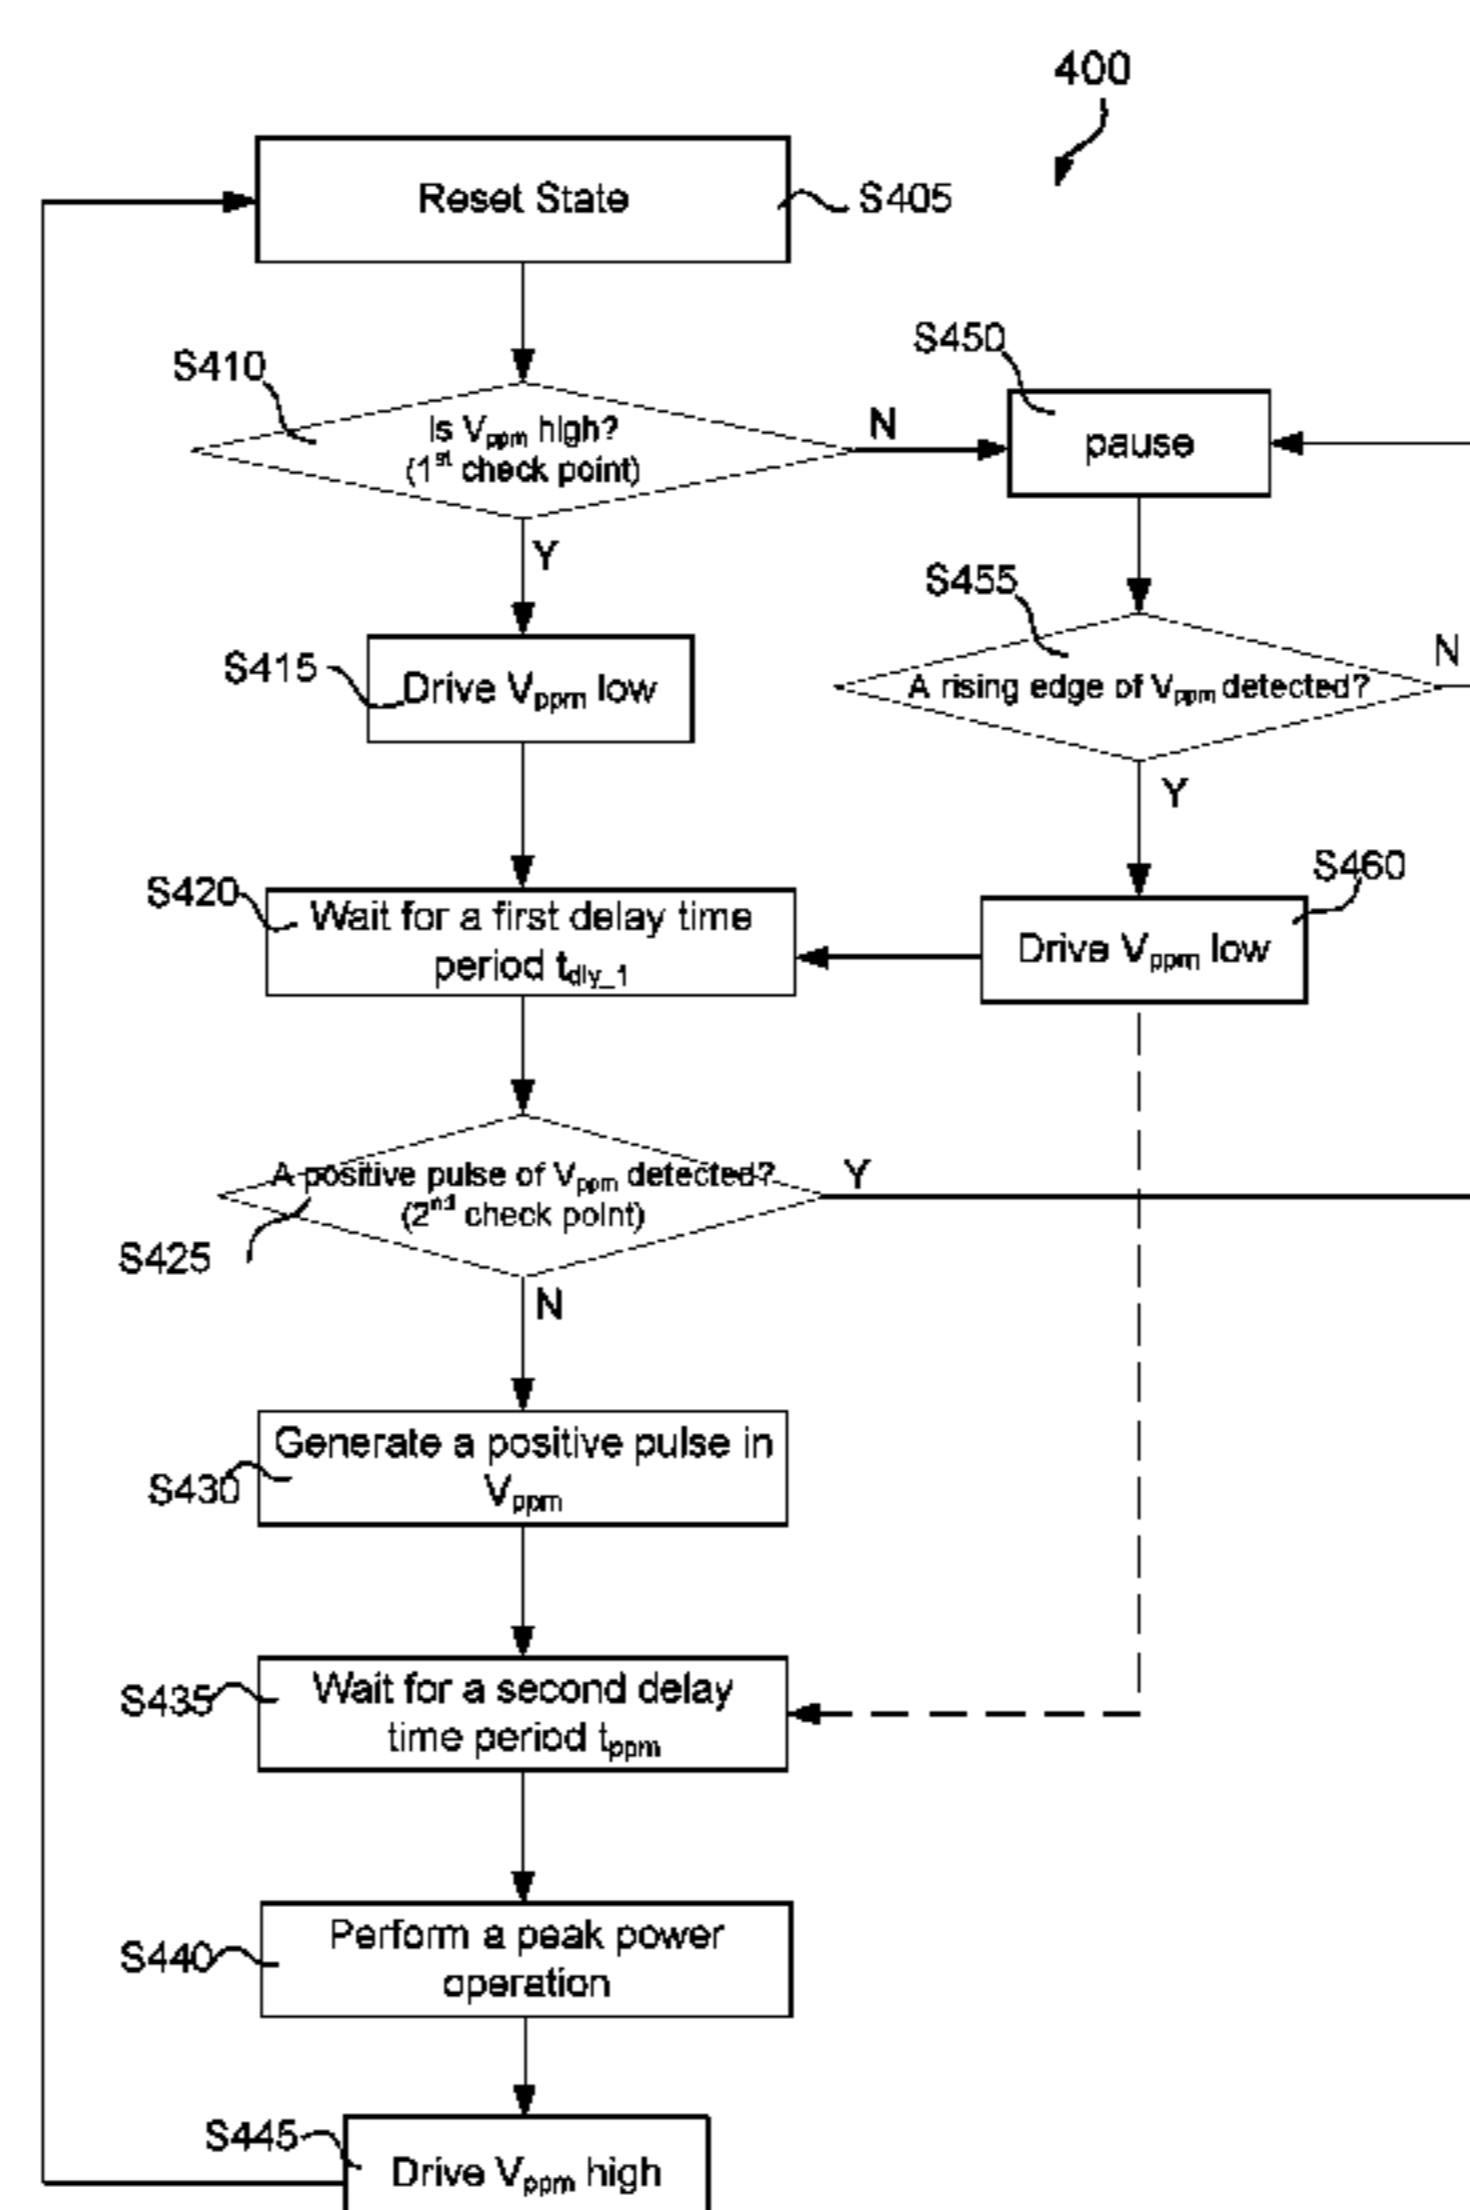 400
Reset State
S405
S410
Is Vppm high?
(1st check point)
N
S450
pause
Y
S455
A rising edge of Vppm detected?
N
S415
Drive Vppm low
Y
S420
Wait for a first delay time
period tdly_1
S460
Drive Vppm low
A positive pulse of Vppm detected?
(2nd check point)
Y
S425
N
Generate a positive pulse in
Vppm
S430
Wait for a second delay
time period tppm
S435
Perform a peak power
operation
S440
S445
Drive Vppm high